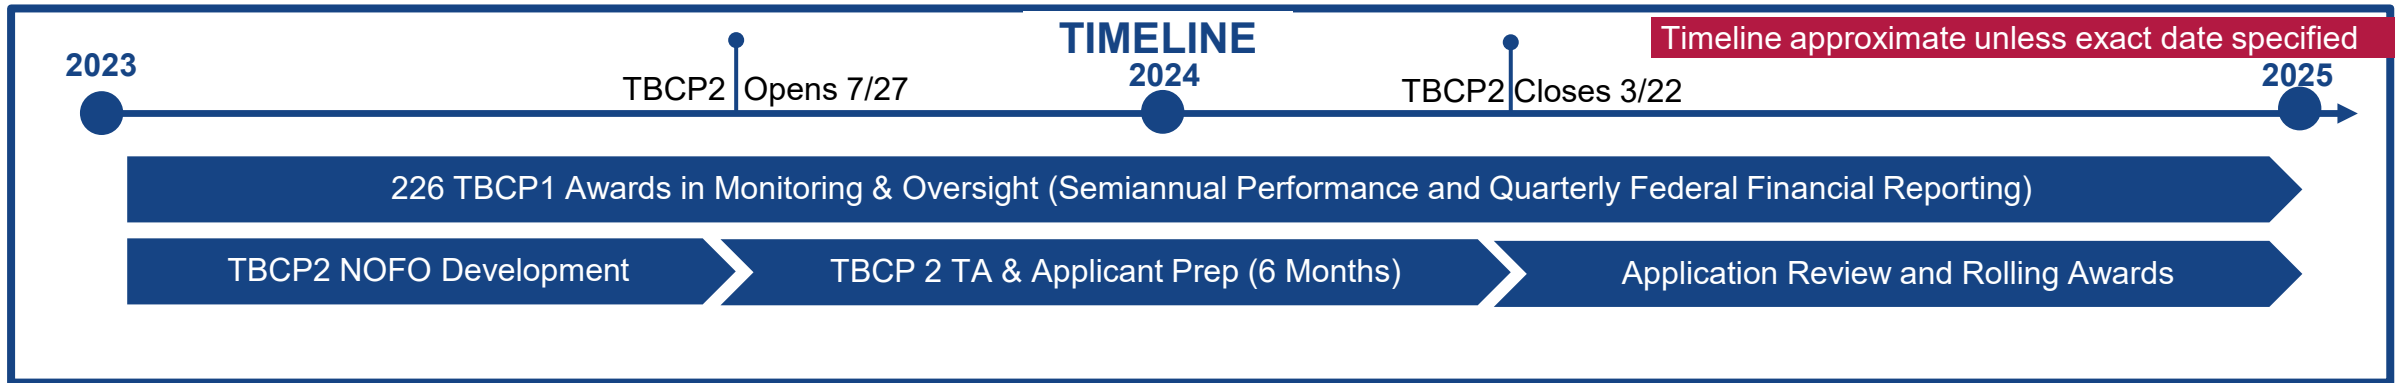 TIMELINE
Timeline approximate unless exact date specified
2023
2024
2025
TBCP2 Opens 7/27
TBCP2 Closes 3/22
226 TBCP1 Awards in Monitoring & Oversight (Semiannual Performance and Quarterly Federal Financial Reporting)
TBCP2 NOFO Development
TBCP 2 TA & Applicant Prep (6 Months)
Application Review and Rolling Awards